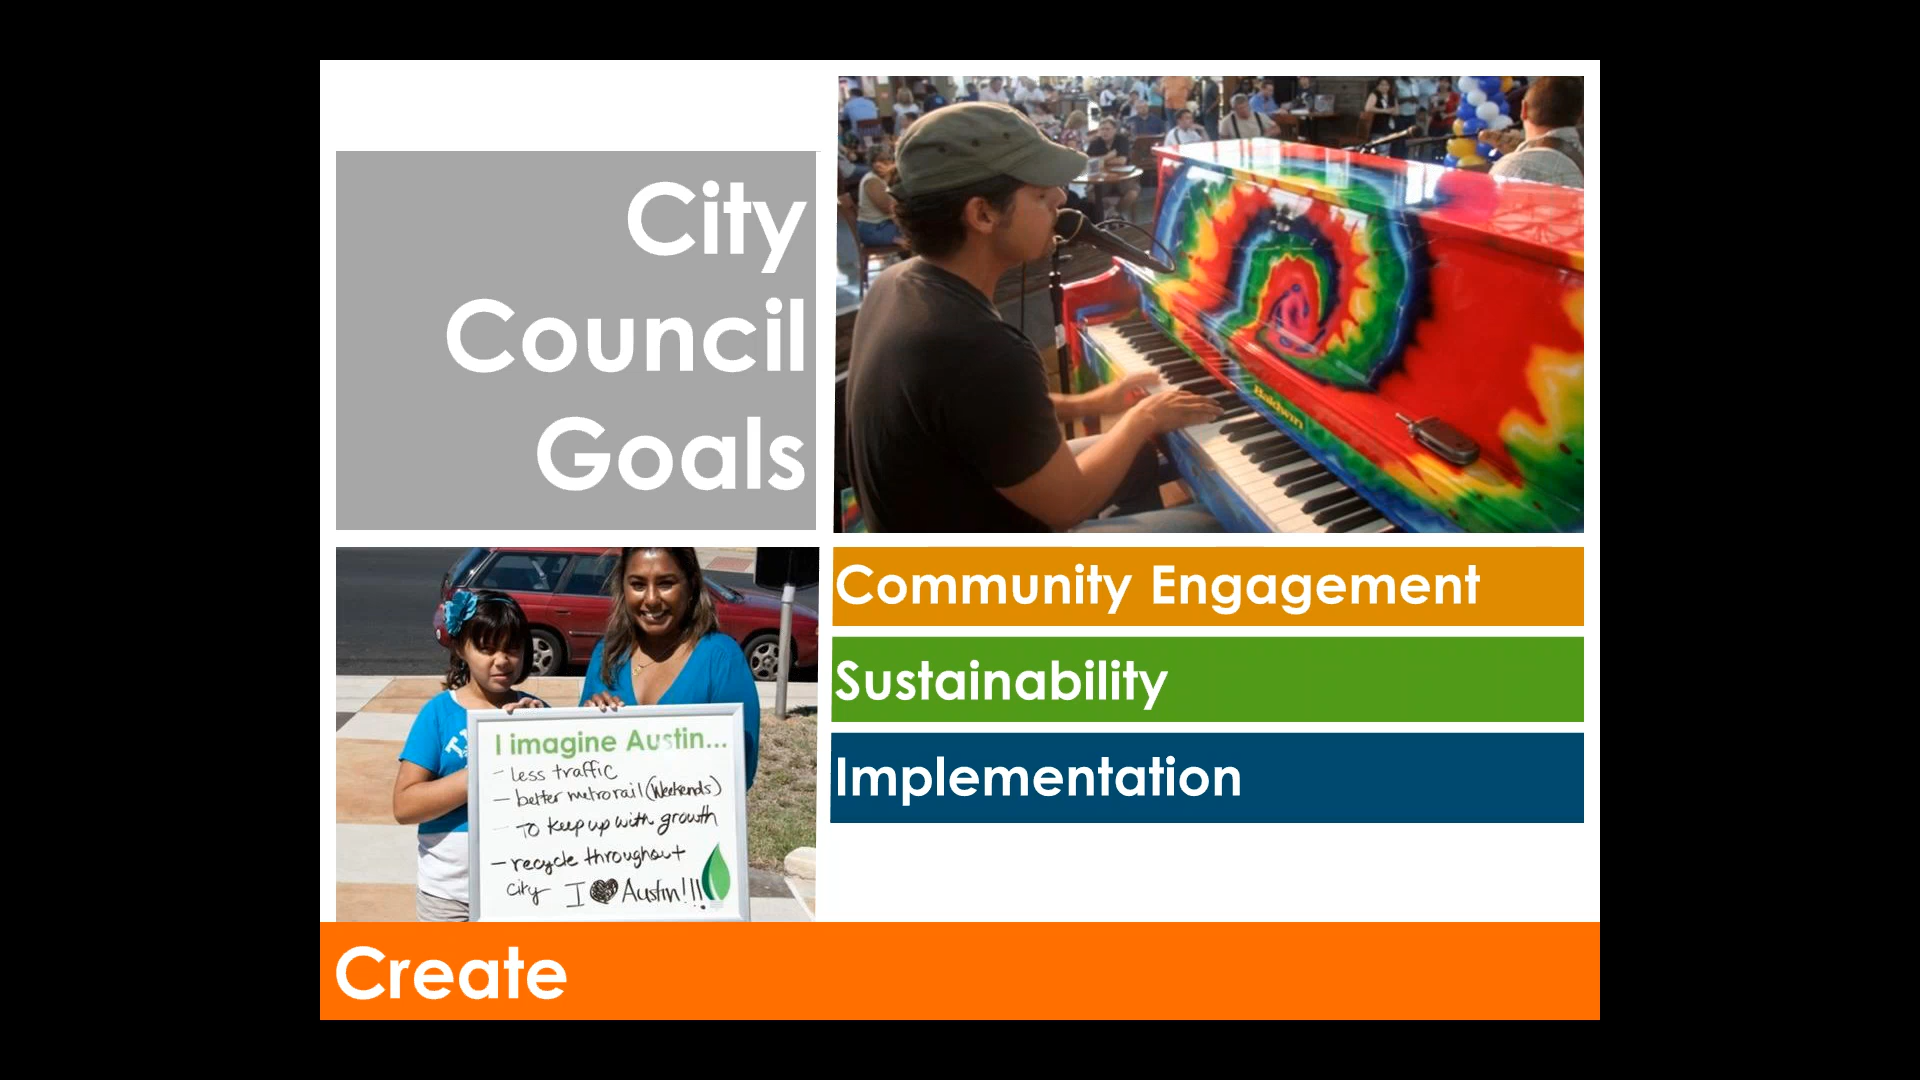 City
Council
Goals
Baldwin
Community Engagement
Sustainability
Implementation
I imagine Austin...
- less traffic
- better metrorail (Weekends)
- To keep up with growth
- recycle throughout
city I ♥ Austin!!!
Create